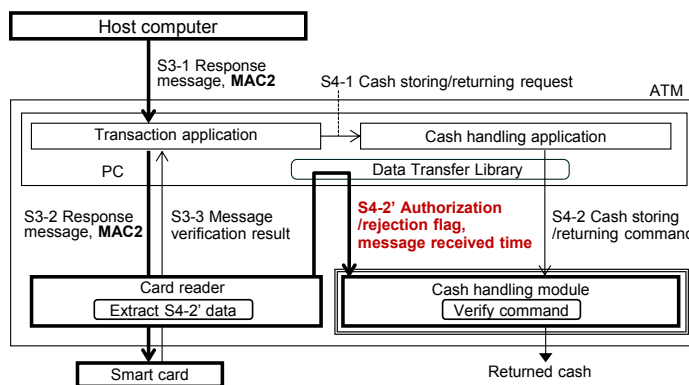 Host computer
S3-1 Response
message, MAC2
S4-1 Cash storing/returning request
ATM
Transaction application
Cash handling application
PC
Data Transfer Library
S3-2 Response
message, MAC2
S3-3 Message
verification result
S4-2' Authorization
/rejection flag,
message received time
S4-2 Cash storing
/returning command
Card reader
Extract S4-2' data
Cash handling module
Verify command
Smart card
Returned cash